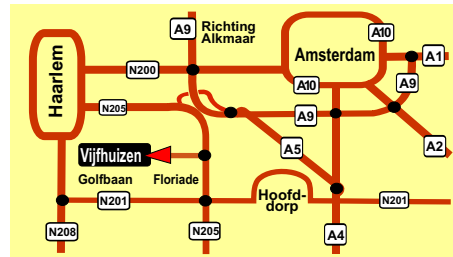 A9
Richting
Alkmaar
A10
Haarlem
Amsterdam
A1
N200
A10
A9
N205
A9
Vijfhuizen
A5
A2
Golfbaan
Floriade
Hoofd-
dorp
N201
N201
N208
N205
A4